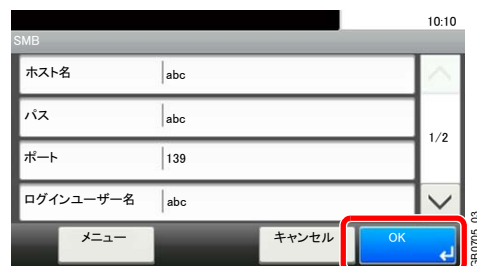 10:10
SMB
ホスト名 abc
パス abc
ポート 139
1/2
ログインユーザー名 abc
メニュー キャンセル OK
GB0705_03